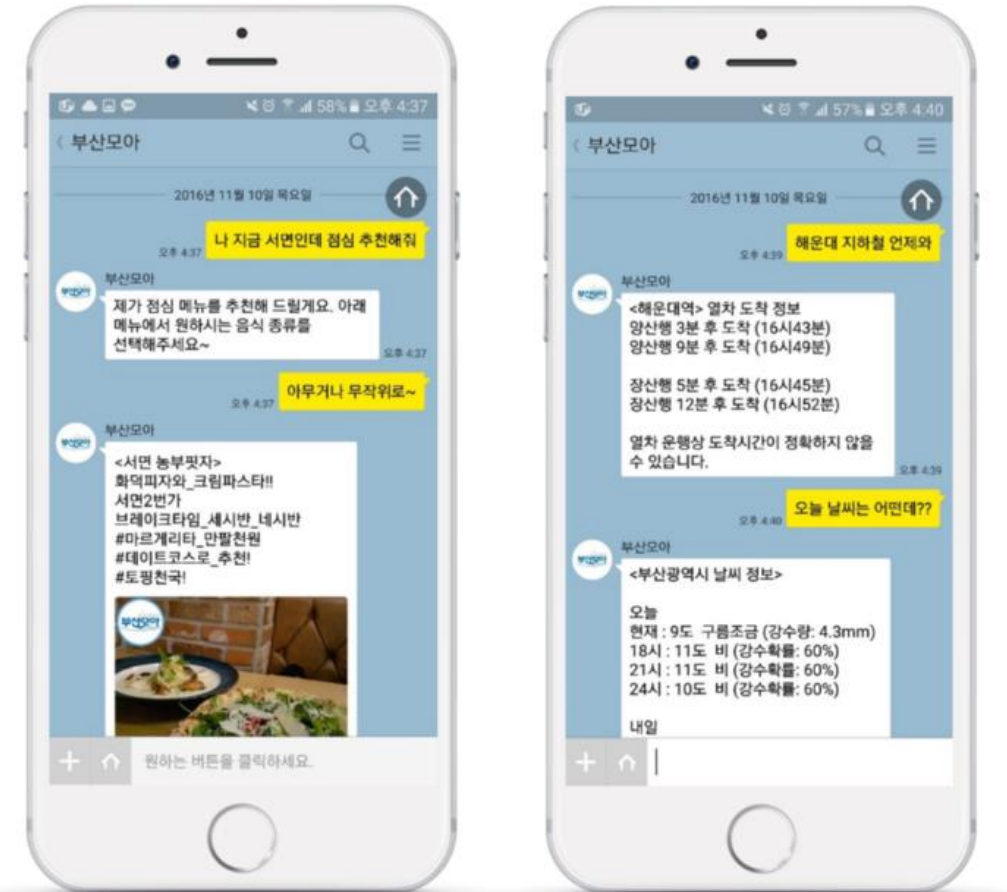 58% 오후 4:37
부산모아
2016년 11월 10일 목요일
나 지금 서면인데 점심 추천해줘
오후 4:37
부산모아
제가 점심 메뉴를 추천해 드릴게요. 아래
메뉴에서 원하시는 음식 종류를
선택해주세요~
오후 4:37
아무거나 무작위로~
오후 4:37
부산모아
<서면 농부핏자>
화덕피자와_크림파스타!!
서면2번가
브레이크타임_세시반_네시반
#마르게리타_만팔천원
#데이트코스로_추천!
#토핑천국!
부산모아
원하는 버튼을 클릭하세요.
57% 오후 4:40
부산모아
2016년 11월 10일 목요일
해운대 지하철 언제와
오후 4:39
부산모아
<해운대역> 열차 도착 정보
양산행 3분 후 도착 (16시43분)
양산행 9분 후 도착 (16시49분)
장산행 5분 후 도착 (16시45분)
장산행 12분 후 도착 (16시52분)
열차 운행상 도착시간이 정확하지 않을
수 있습니다.
오후 4:39
오늘 날씨는 어떤데??
오후 4:40
부산모아
<부산광역시 날씨 정보>
오늘
현재 : 9도 구름조금 (강수량: 4.3mm)
18시 : 11도 비 (강수확률: 60%)
21시 : 11도 비 (강수확률: 60%)
24시 : 10도 비 (강수확률: 60%)
내일